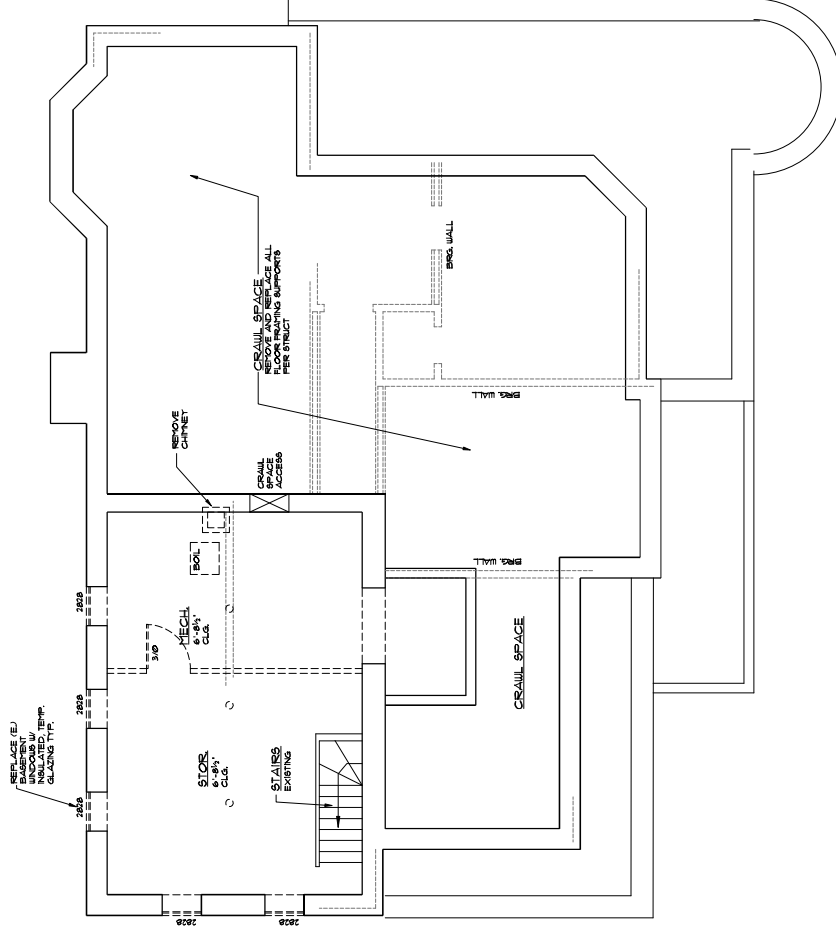 BRG. WALL
CRAWL SPACE
REMOVE AND REPLACE ALL
FLOOR FRAMING SUPPORTS
PER STRUCT
REMOVE
CHIMNEY
BRG. WALL
CRAWL
SPACE
ACCESS
BOIL
BRG. WALL
2828
MECH.
6'-8½"
CLG.
3/0
CRAWL SPACE
REPLACE (E.)
BASEMENT
WINDOWS W/
INSULATED, TEMP.
GLAZING TYP.
2828
2828
STOR.
6'-8½"
CLG.
STAIRS
EXISTING
2828
2828